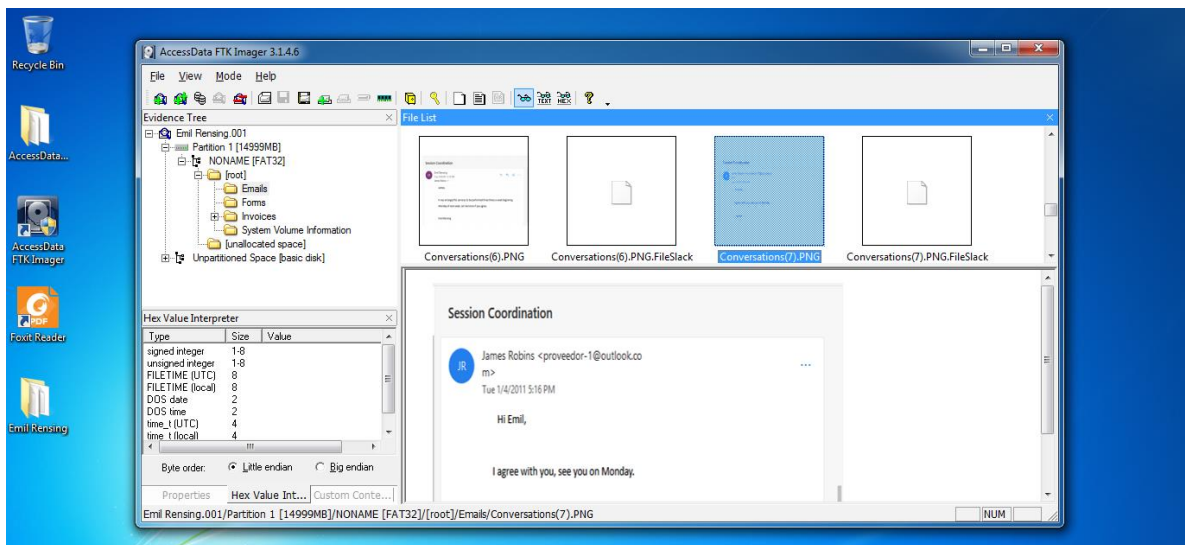 Recycle Bin
AccessData...
AccessData
FTK Imager
Foxit Reader
Emil Rensing
AccessData FTK Imager 3.1.4.6
File View Mode Help
Evidence Tree
Emil Rensing.001
Partition 1 [14999MB]
NONAME [FAT32]
[root]
Emails
Forms
Invoices
System Volume Information
[unallocated space]
Unpartitioned Space [basic disk]
Hex Value Interpreter
Type Size Value
signed integer 1-8
unsigned integer 1-8
FILETIME (UTC) 8
FILETIME (local) 8
DOS date 2
DOS time 2
time_t (UTC) 4
time_t (local) 4
Byte order: Little endian Big endian
Properties Hex Value Int... Custom Conte...
File List
Session Coordination
Conversations(6).PNG Conversations(6).PNG.FileSlack Conversations(7).PNG Conversations(7).PNG.FileSlack
Session Coordination
JR
James Robins <proveedor-1@outlook.co
m>
...
Tue 1/4/2011 5:16 PM
Hi Emil,
I agree with you, see you on Monday.
Emil Rensing.001/Partition 1 [14999MB]/NONAME [FAT32]/[root]/Emails/Conversations(7).PNG
NUM